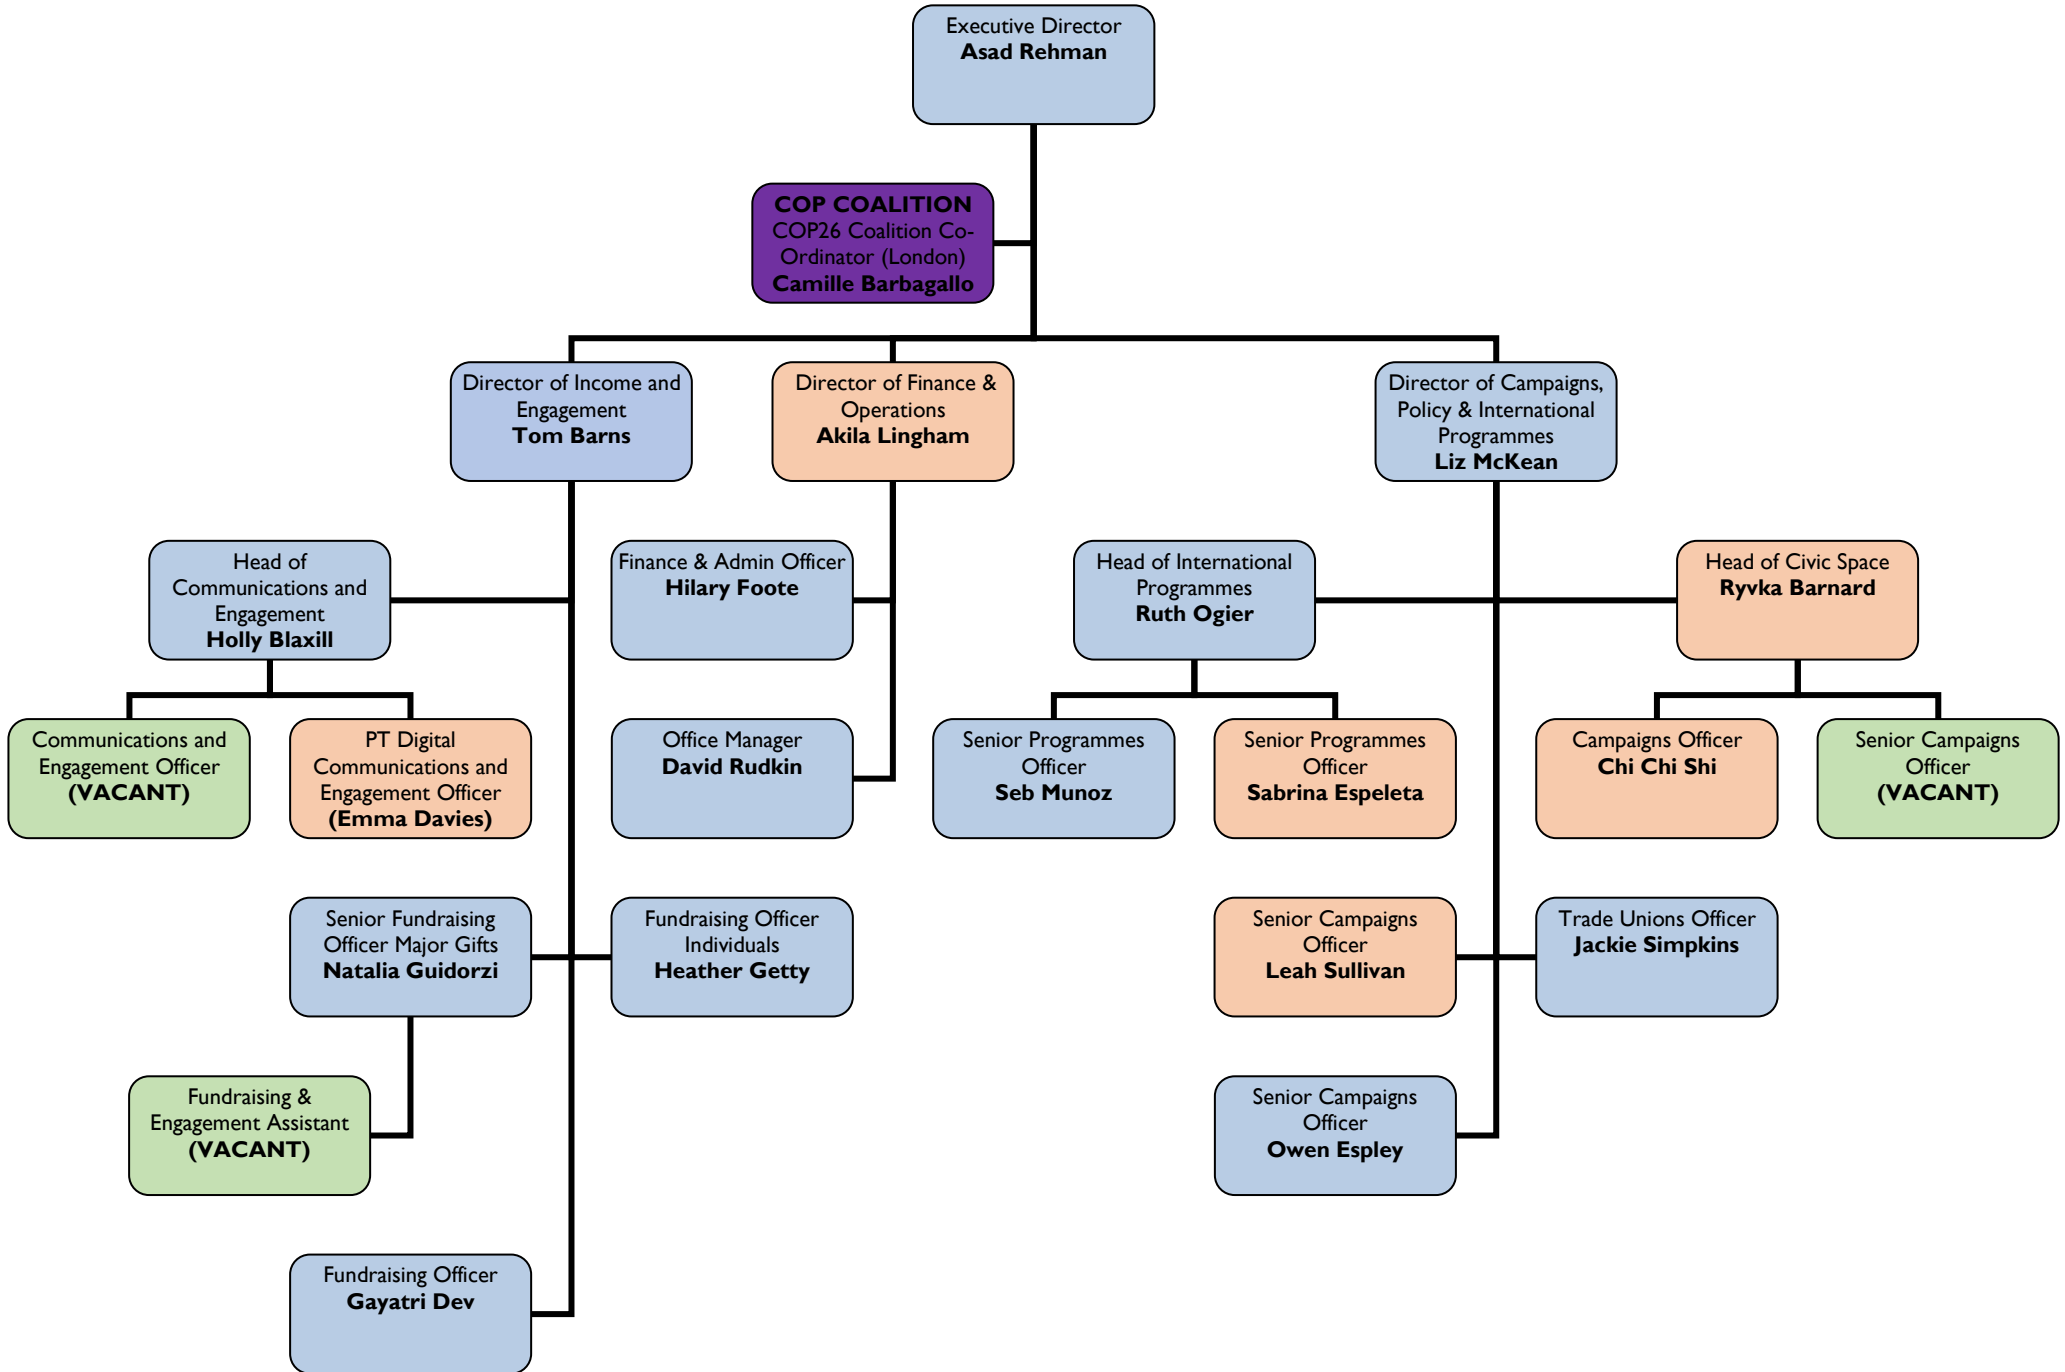 Executive Director
Asad Rehman
COP COALITION
COP26 Coalition Co-
Ordinator (London)
Camille Barbagallo
Director of Income and
Engagement
Tom Barns
Director of Finance &
Operations
Akila Lingham
Director of Campaigns,
Policy & International
Programmes
Liz McKean
Head of
Communications and
Engagement
Holly Blaxill
Finance & Admin Officer
Hilary Foote
Head of International
Programmes
Ruth Ogier
Head of Civic Space
Ryvka Barnard
Communications and
Engagement Officer
(VACANT)
PT Digital
Communications and
Engagement Officer
(Emma Davies)
Office Manager
David Rudkin
Senior Programmes
Officer
Seb Munoz
Senior Programmes
Officer
Sabrina Espeleta
Campaigns Officer
Chi Chi Shi
Senior Campaigns
Officer
(VACANT)
Senior Fundraising
Officer Major Gifts
Natalia Guidorzi
Fundraising Officer
Individuals
Heather Getty
Senior Campaigns
Officer
Leah Sullivan
Trade Unions Officer
Jackie Simpkins
Fundraising &
Engagement Assistant
(VACANT)
Senior Campaigns
Officer
Owen Espley
Fundraising Officer
Gayatri Dev